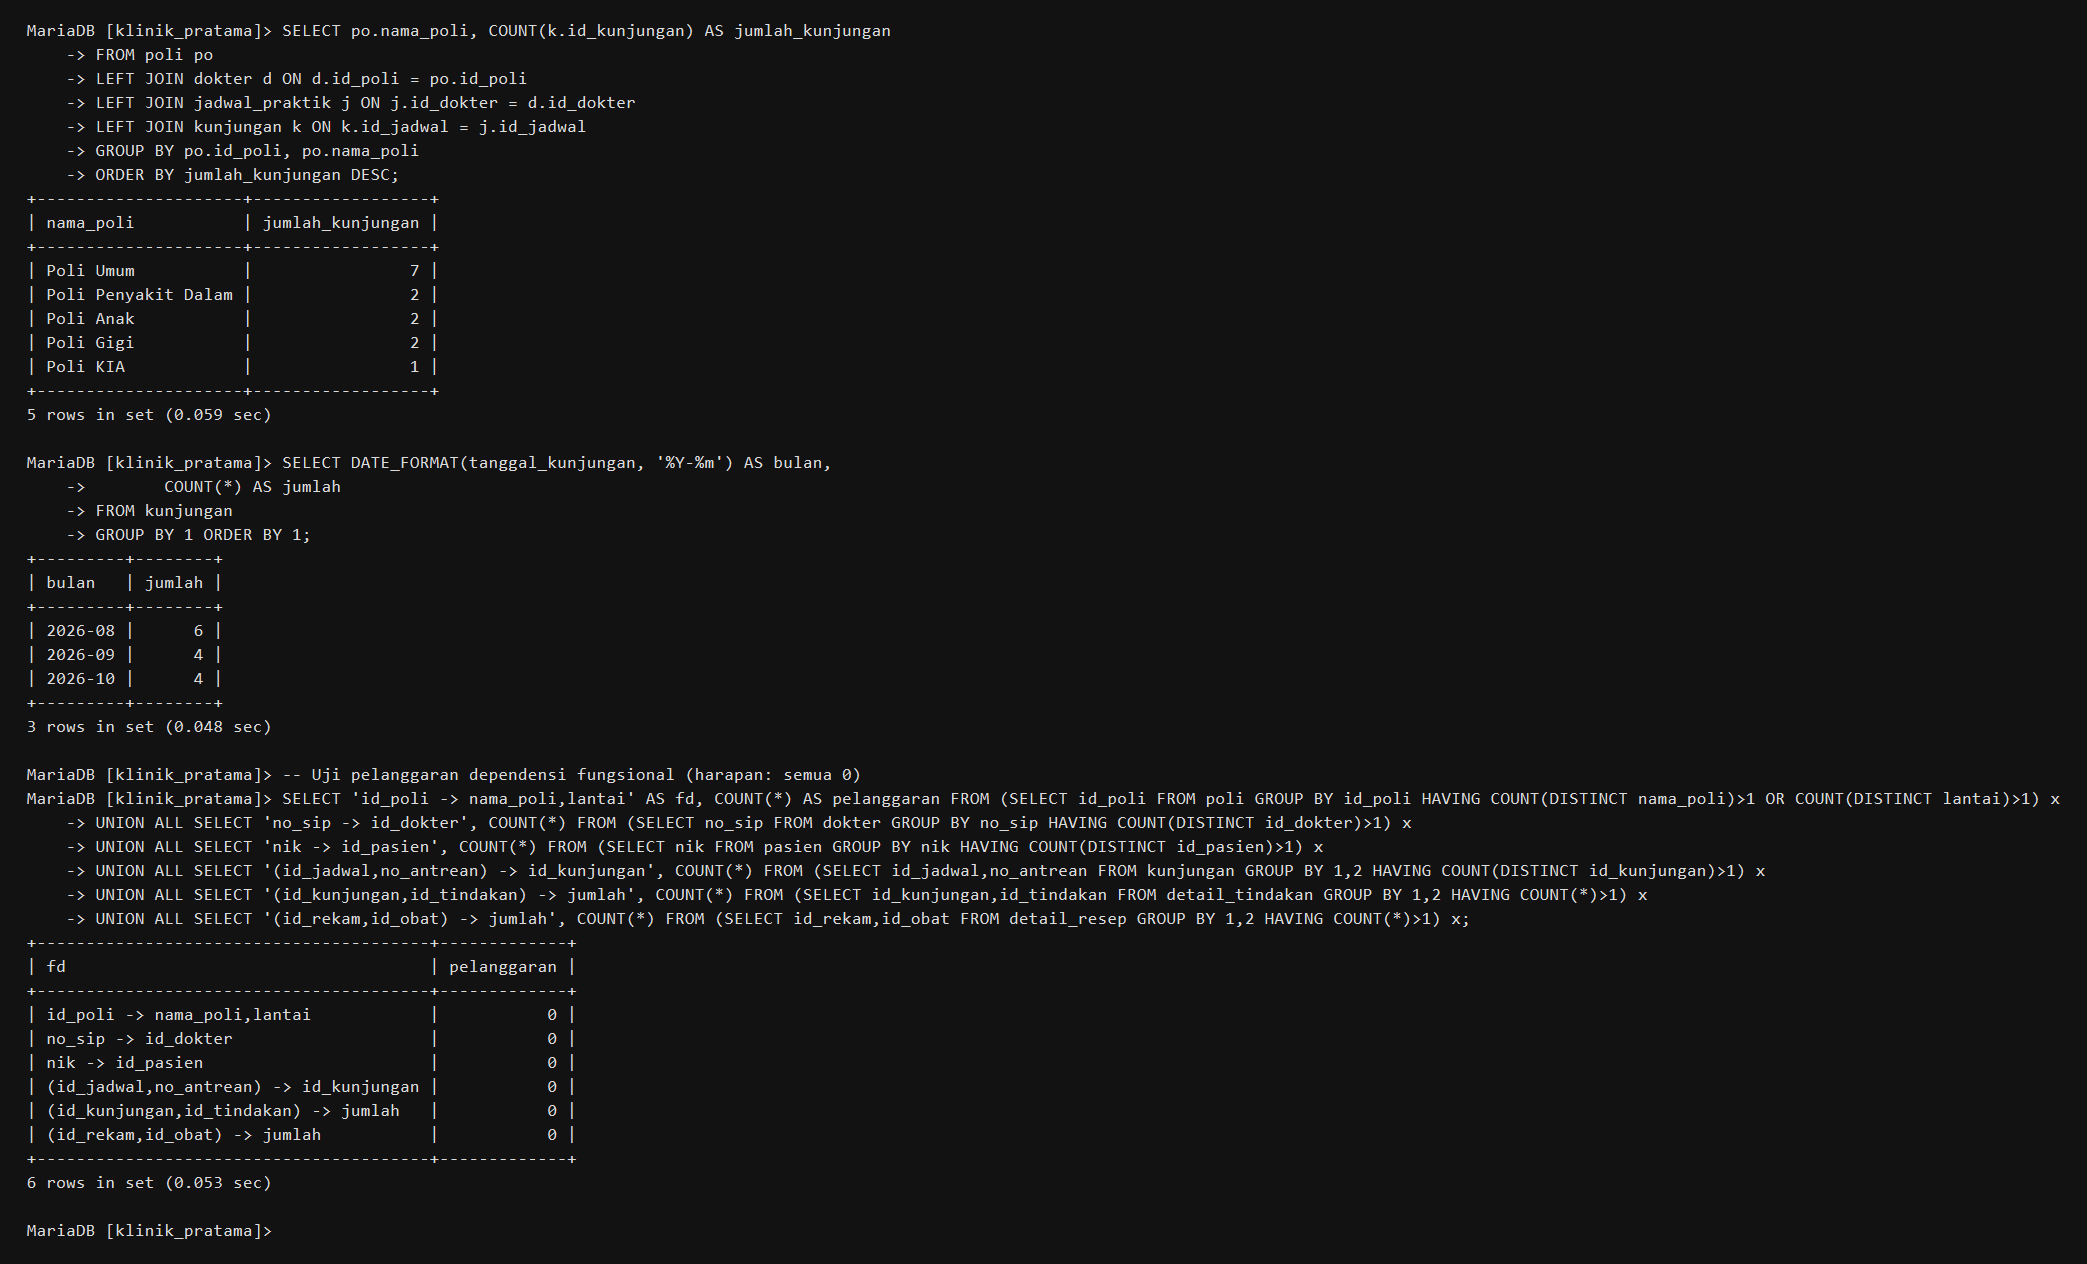 MariaDB [klinik_pratama]> SELECT po.nama_poli, COUNT(k.id_kunjungan) AS jumlah_kunjungan
    -> FROM poli po
    -> LEFT JOIN dokter d ON d.id_poli = po.id_poli
    -> LEFT JOIN jadwal_praktik j ON j.id_dokter = d.id_dokter
    -> LEFT JOIN kunjungan k ON k.id_jadwal = j.id_jadwal
    -> GROUP BY po.id_poli, po.nama_poli
    -> ORDER BY jumlah_kunjungan DESC;
+---------------------+------------------+
| nama_poli           | jumlah_kunjungan |
+---------------------+------------------+
| Poli Umum           |                7 |
| Poli Penyakit Dalam |                2 |
| Poli Anak           |                2 |
| Poli Gigi           |                2 |
| Poli KIA            |                1 |
+---------------------+------------------+
5 rows in set (0.059 sec)

MariaDB [klinik_pratama]> SELECT DATE_FORMAT(tanggal_kunjungan, '%Y-%m') AS bulan,
    ->        COUNT(*) AS jumlah
    -> FROM kunjungan
    -> GROUP BY 1 ORDER BY 1;
+---------+--------+
| bulan   | jumlah |
+---------+--------+
| 2026-08 |      6 |
| 2026-09 |      4 |
| 2026-10 |      4 |
+---------+--------+
3 rows in set (0.048 sec)

MariaDB [klinik_pratama]> -- Uji pelanggaran dependensi fungsional (harapan: semua 0)
MariaDB [klinik_pratama]> SELECT 'id_poli -> nama_poli,lantai' AS fd, COUNT(*) AS pelanggaran FROM (SELECT id_poli FROM poli GROUP BY id_poli HAVING COUNT(DISTINCT nama_poli)>1 OR COUNT(DISTINCT lantai)>1) x
    -> UNION ALL SELECT 'no_sip -> id_dokter', COUNT(*) FROM (SELECT no_sip FROM dokter GROUP BY no_sip HAVING COUNT(DISTINCT id_dokter)>1) x
    -> UNION ALL SELECT 'nik -> id_pasien', COUNT(*) FROM (SELECT nik FROM pasien GROUP BY nik HAVING COUNT(DISTINCT id_pasien)>1) x
    -> UNION ALL SELECT '(id_jadwal,no_antrean) -> id_kunjungan', COUNT(*) FROM (SELECT id_jadwal,no_antrean FROM kunjungan GROUP BY 1,2 HAVING COUNT(DISTINCT id_kunjungan)>1) x
    -> UNION ALL SELECT '(id_kunjungan,id_tindakan) -> jumlah', COUNT(*) FROM (SELECT id_kunjungan,id_tindakan FROM detail_tindakan GROUP BY 1,2 HAVING COUNT(*)>1) x
    -> UNION ALL SELECT '(id_rekam,id_obat) -> jumlah', COUNT(*) FROM (SELECT id_rekam,id_obat FROM detail_resep GROUP BY 1,2 HAVING COUNT(*)>1) x;
+----------------------------------------+-------------+
| fd                                     | pelanggaran |
+----------------------------------------+-------------+
| id_poli -> nama_poli,lantai            |           0 |
| no_sip -> id_dokter                    |           0 |
| nik -> id_pasien                       |           0 |
| (id_jadwal,no_antrean) -> id_kunjungan |           0 |
| (id_kunjungan,id_tindakan) -> jumlah   |           0 |
| (id_rekam,id_obat) -> jumlah           |           0 |
+----------------------------------------+-------------+
6 rows in set (0.053 sec)

MariaDB [klinik_pratama]>